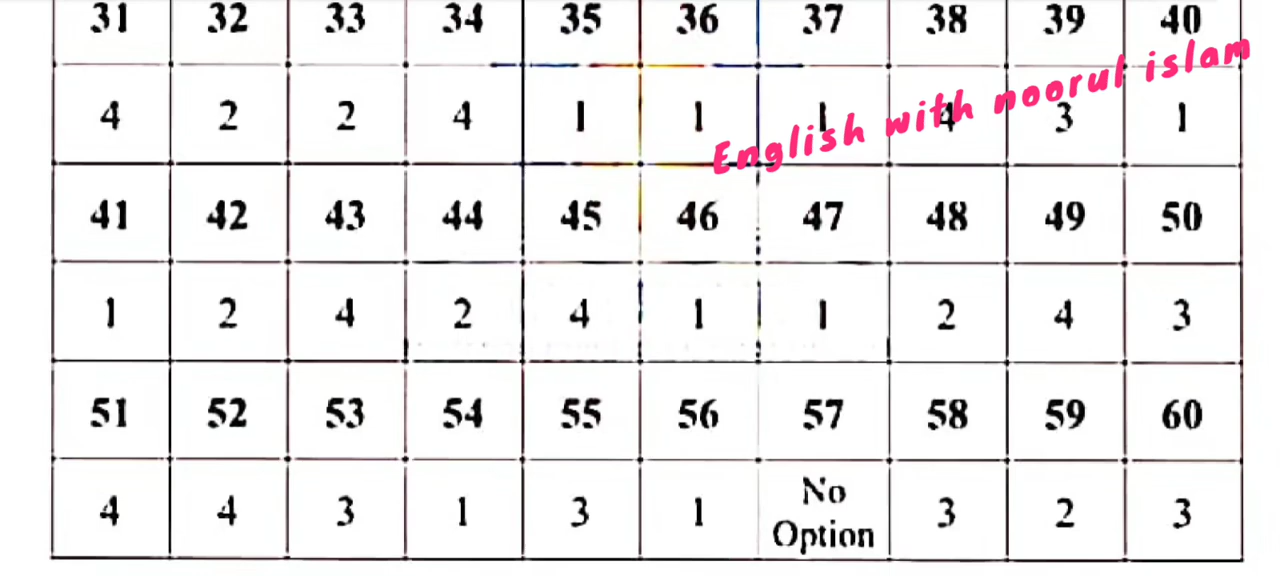 31 32 33 34 35 36 37 38 39 40
4 2 2 4 1 1 1 4 3 1
English with noorul islam
41 42 43 44 45 46 47 48 49 50
1 2 4 2 4 1 1 2 4 3
51 52 53 54 55 56 57 58 59 60
4 4 3 1 3 1 No Option 3 2 3